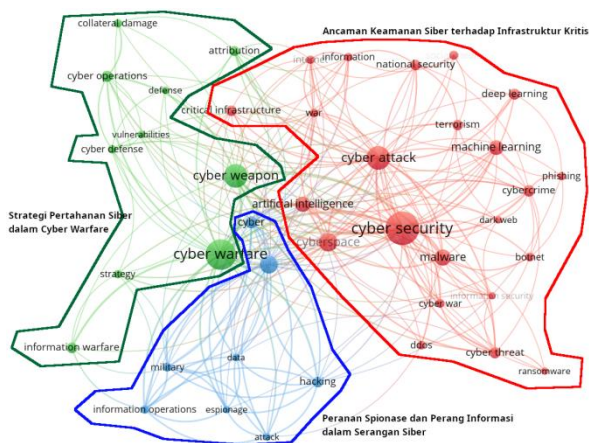 collateral damage
Ancaman Keamanan Siber terhadap Infrastruktur Kritis
attribution
internet
information
national security
cyber operations
defense
deep learning
critical infrastructure
war
terrorism
vulnerabilities
cyber defense
cyber attack
machine learning
cyber weapon
phishing
cybercrime
artificial intelligence
Strategi Pertahanan Siber
dalam Cyber Warfare
cyber
dark web
cyber security
cyberspace
cyber warfare
malware
botnet
strategy
information security
cyber war
information warfare
ddos
cyber threat
data
military
ransomware
hacking
information operations
espionage
Peranan Spionase dan Perang Informasi
dalam Serangan Siber
attack